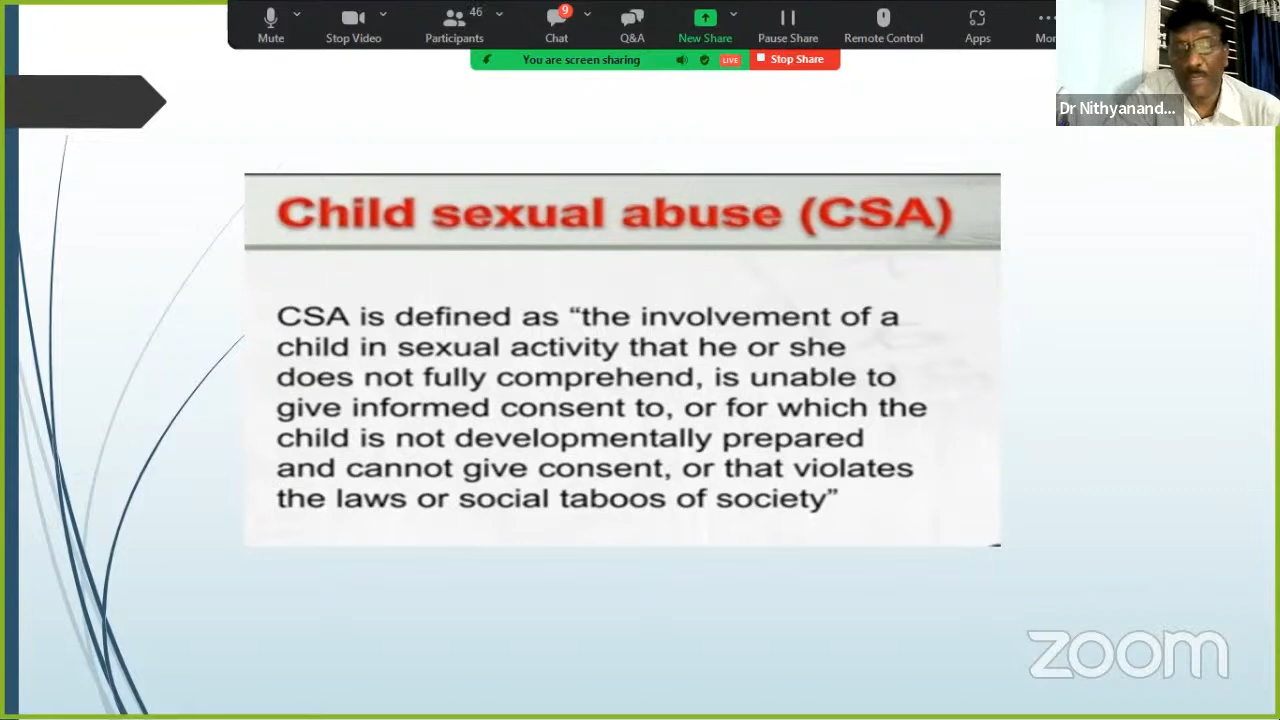 46
9
Mute
Stop Video
Participants
Chat
Q&A
New Share
Pause Share
Remote Control
Apps
Mor
You are screen sharing
LIVE
Stop Share
Dr Nithyanand...
Child sexual abuse (CSA)
CSA is defined as “the involvement of a
child in sexual activity that he or she
does not fully comprehend, is unable to
give informed consent to, or for which the
child is not developmentally prepared
and cannot give consent, or that violates
the laws or social taboos of society”
zoom